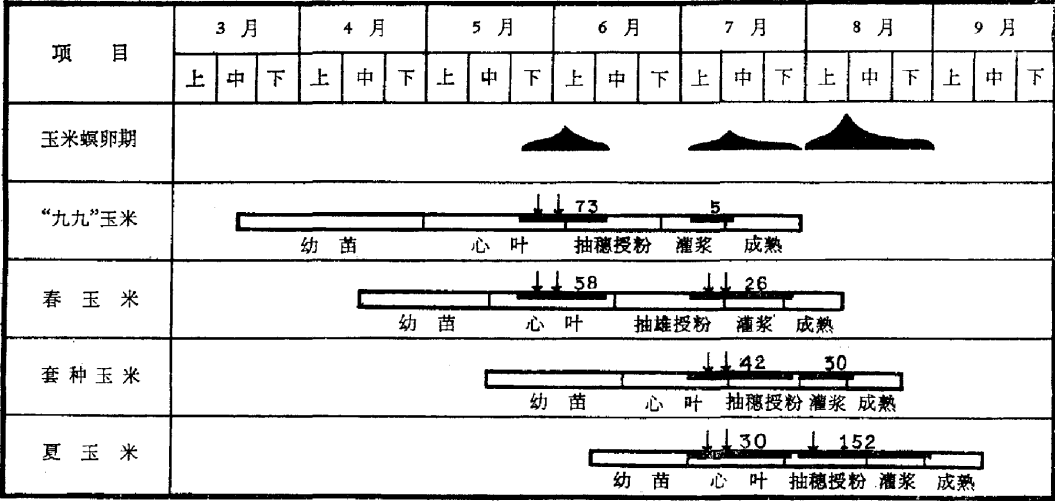 项 目
3 月 4 月 5 月 6 月 7 月 8 月 9 月
上 中 下 上 中 下 上 中 下 上 中 下 上 中 下 上 中 下 上 中 下
玉米螟卵期
“九九”玉米
73 5
幼 苗 心 叶 抽穗授粉 灌浆 成熟
春 玉 米
58 26
幼 苗 心 叶 抽雄授粉 灌浆 成熟
套 种 玉 米
42 30
幼 苗 心 叶 抽穗授粉 灌浆 成熟
夏 玉 米
30 152
幼 苗 心 叶 抽穗授粉 灌浆 成熟